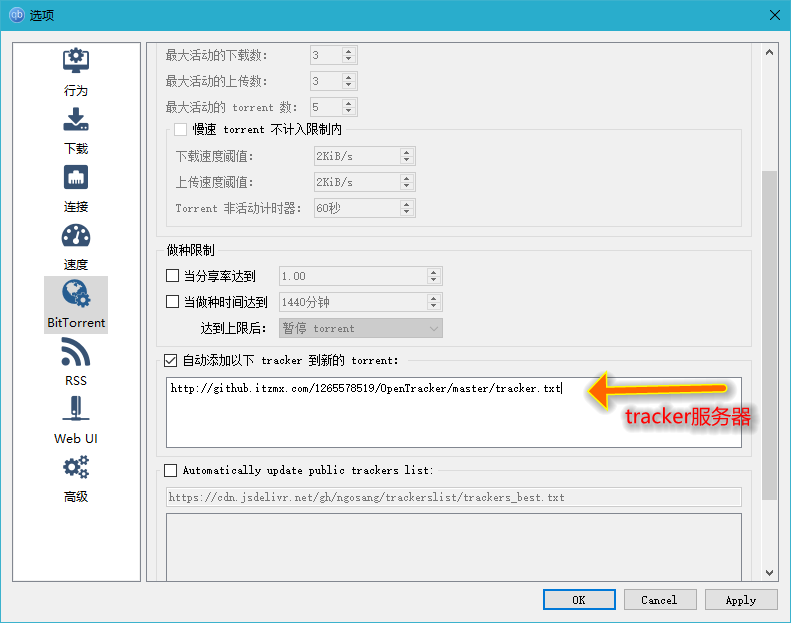 qb 选项
行为
下载
连接
速度
BitTorrent
RSS
Web UI
高级
最大活动的下载数: 3
最大活动的上传数: 3
最大活动的 torrent 数: 5
慢速 torrent 不计入限制内
下载速度阈值: 2KiB/s
上传速度阈值: 2KiB/s
Torrent 非活动计时器: 60秒
做种限制
当分享率达到 1.00
当做种时间达到 1440分钟
达到上限后: 暂停 torrent
自动添加以下 tracker 到新的 torrent:
http://github.itzmx.com/1265578519/OpenTracker/master/tracker.txt
tracker服务器
Automatically update public trackers list:
https://cdn.jsdelivr.net/gh/ngosang/trackerslist/trackers_best.txt
OK Cancel Apply